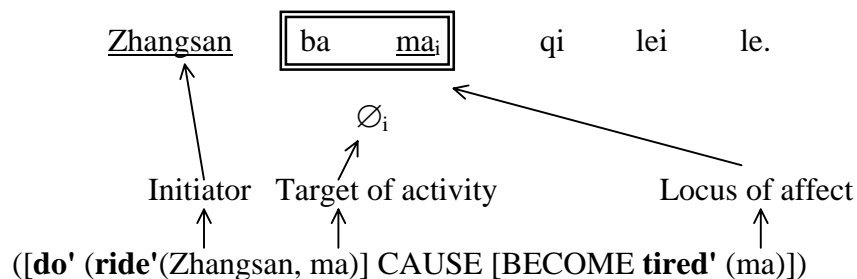 Zhangsan ba maᵢ qi lei le.
∅ᵢ
Initiator Target of activity Locus of affect
([do' (ride'(Zhangsan, ma)] CAUSE [BECOME tired' (ma)])